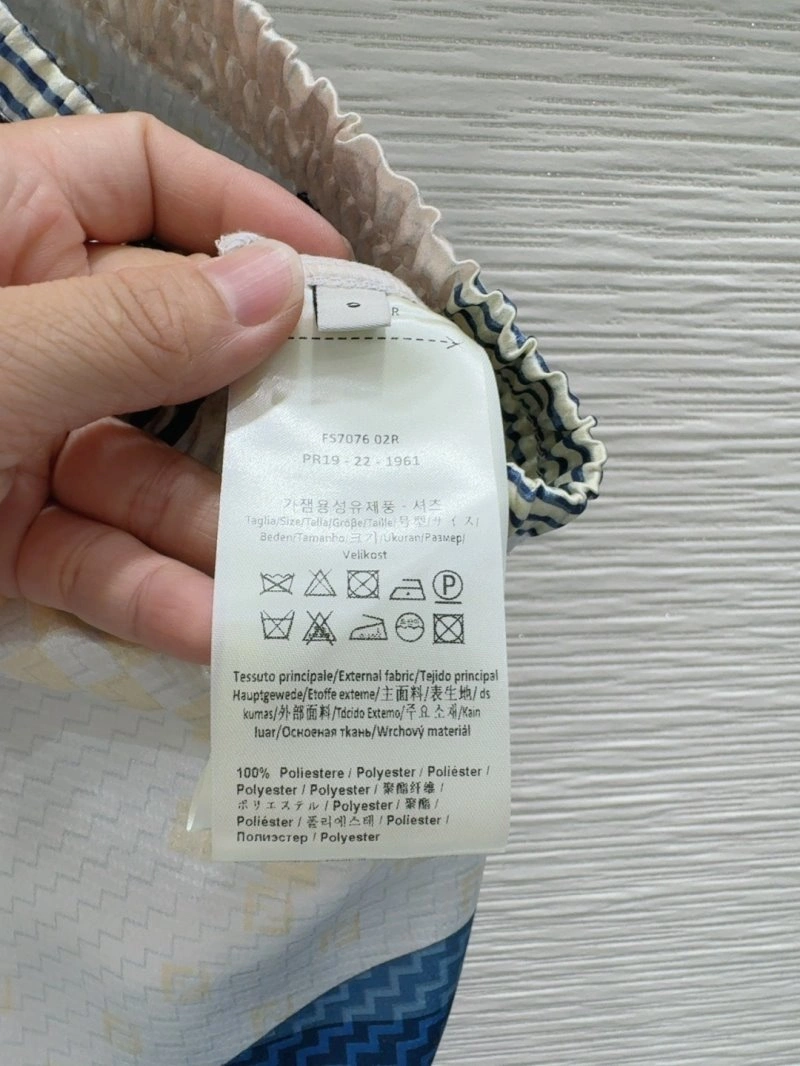 0
R
FS7076 02R
PR19 - 22 - 1961
가잼용성유제품 - 셔츠
Taglia/Size/Talla/Größe/Taille/号型/サイズ/
Beden/Tamanho/크기/Ukuran/Размер/
Velikost
P
Tessuto principale/External fabric/Tejido principal
Hauptgewede/Etoffe exteme/主面料/表生地/ds
kumas/外部面料/Tdcido Extemo/주요소재/Kain
luar/Осноеная ткань/Wrchový materiál
100% Poliestere / Polyester / Poliéster /
Polyester / Polyester / 聚酯纤维 /
ポリエステル / Polyester / 聚酯 /
Poliéster / 폴리에스테 / Poliester /
Полиэстер / Polyester